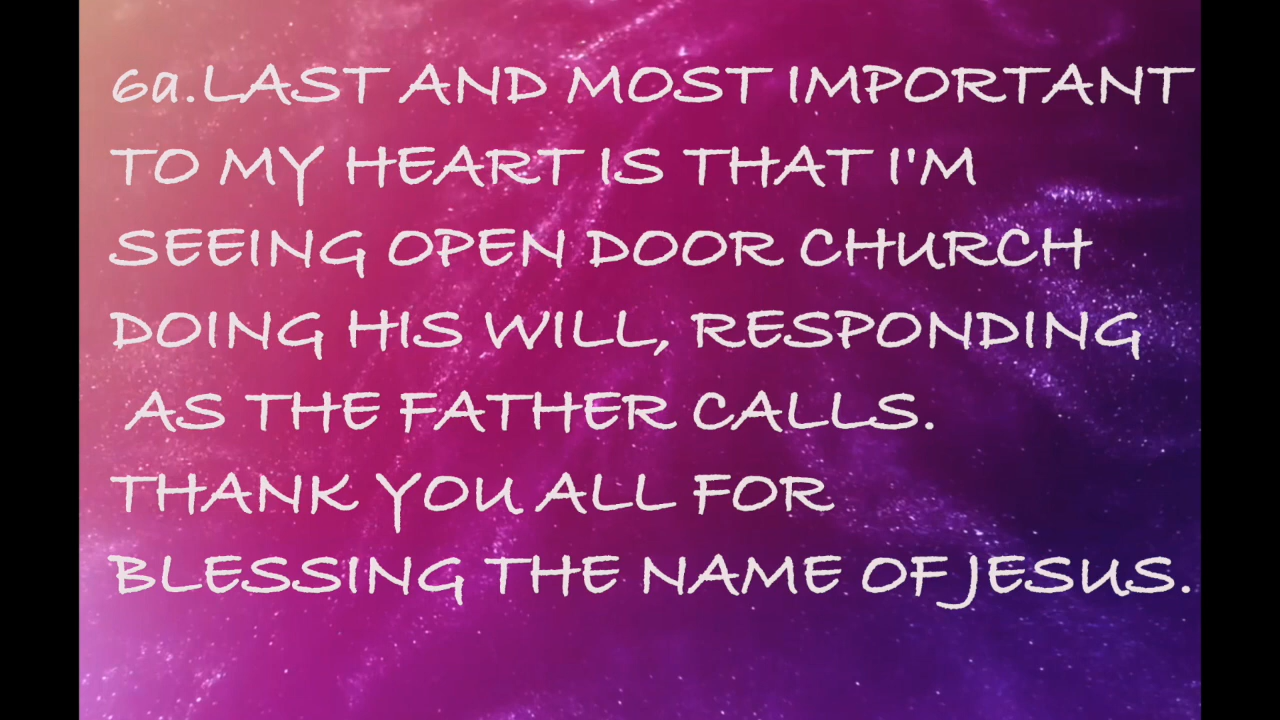 6a.LAST AND MOST IMPORTANT
TO MY HEART IS THAT I'M
SEEING OPEN DOOR CHURCH
DOING HIS WILL, RESPONDING
AS THE FATHER CALLS.
THANK YOU ALL FOR
BLESSING THE NAME OF JESUS.